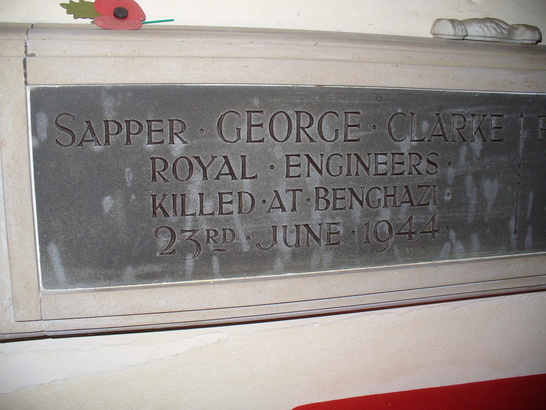 SAPPER · GEORGE · CLARKE
ROYAL · ENGINEERS ·
KILLED · AT · BENGHAZI
23RD · JUNE · 1944 ·